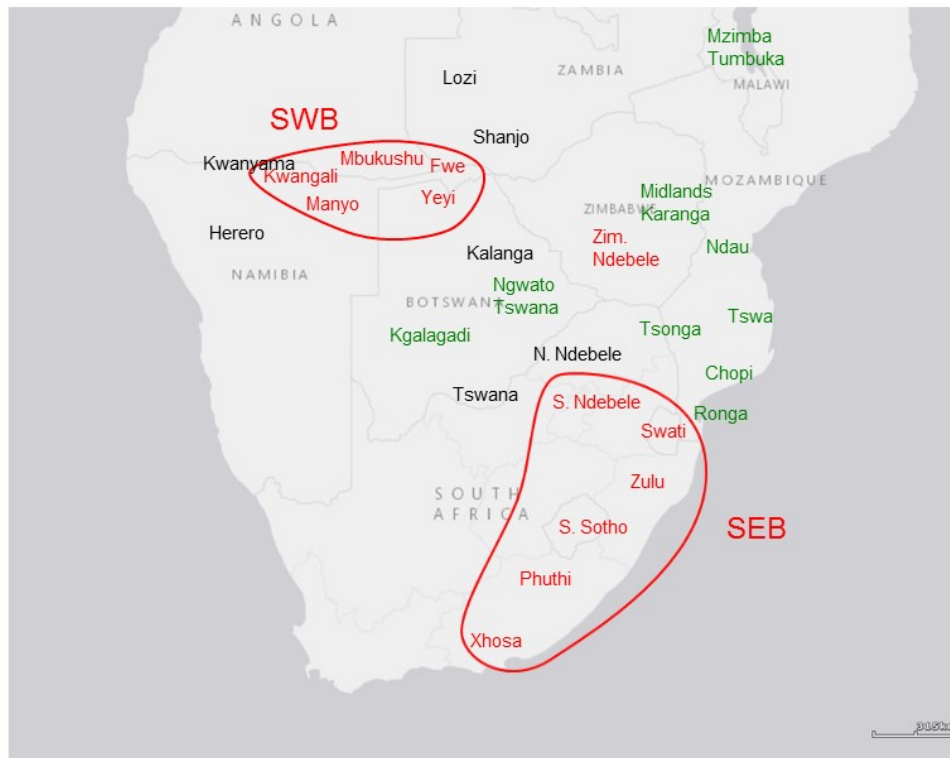 ANGOLA
Mzimba
Tumbuka
Lozi
ZAMBIA
MALAWI
SWB
Shanjo
Kwanyama
Mbukushu
Fwe
Kwangali
MOZAMBIQUE
Midlands
Karanga
Yeyi
Manyo
ZIMBABWE
Herero
Zim.
Ndebele
Ndau
Kalanga
NAMIBIA
Ngwato
Tswana
BOTSWANA
Kgalagadi
Tsonga
Tswa
N. Ndebele
Chopi
Tswana
S. Ndebele
Ronga
Swati
Zulu
SOUTH
AFRICA
S. Sotho
SEB
Phuthi
Xhosa